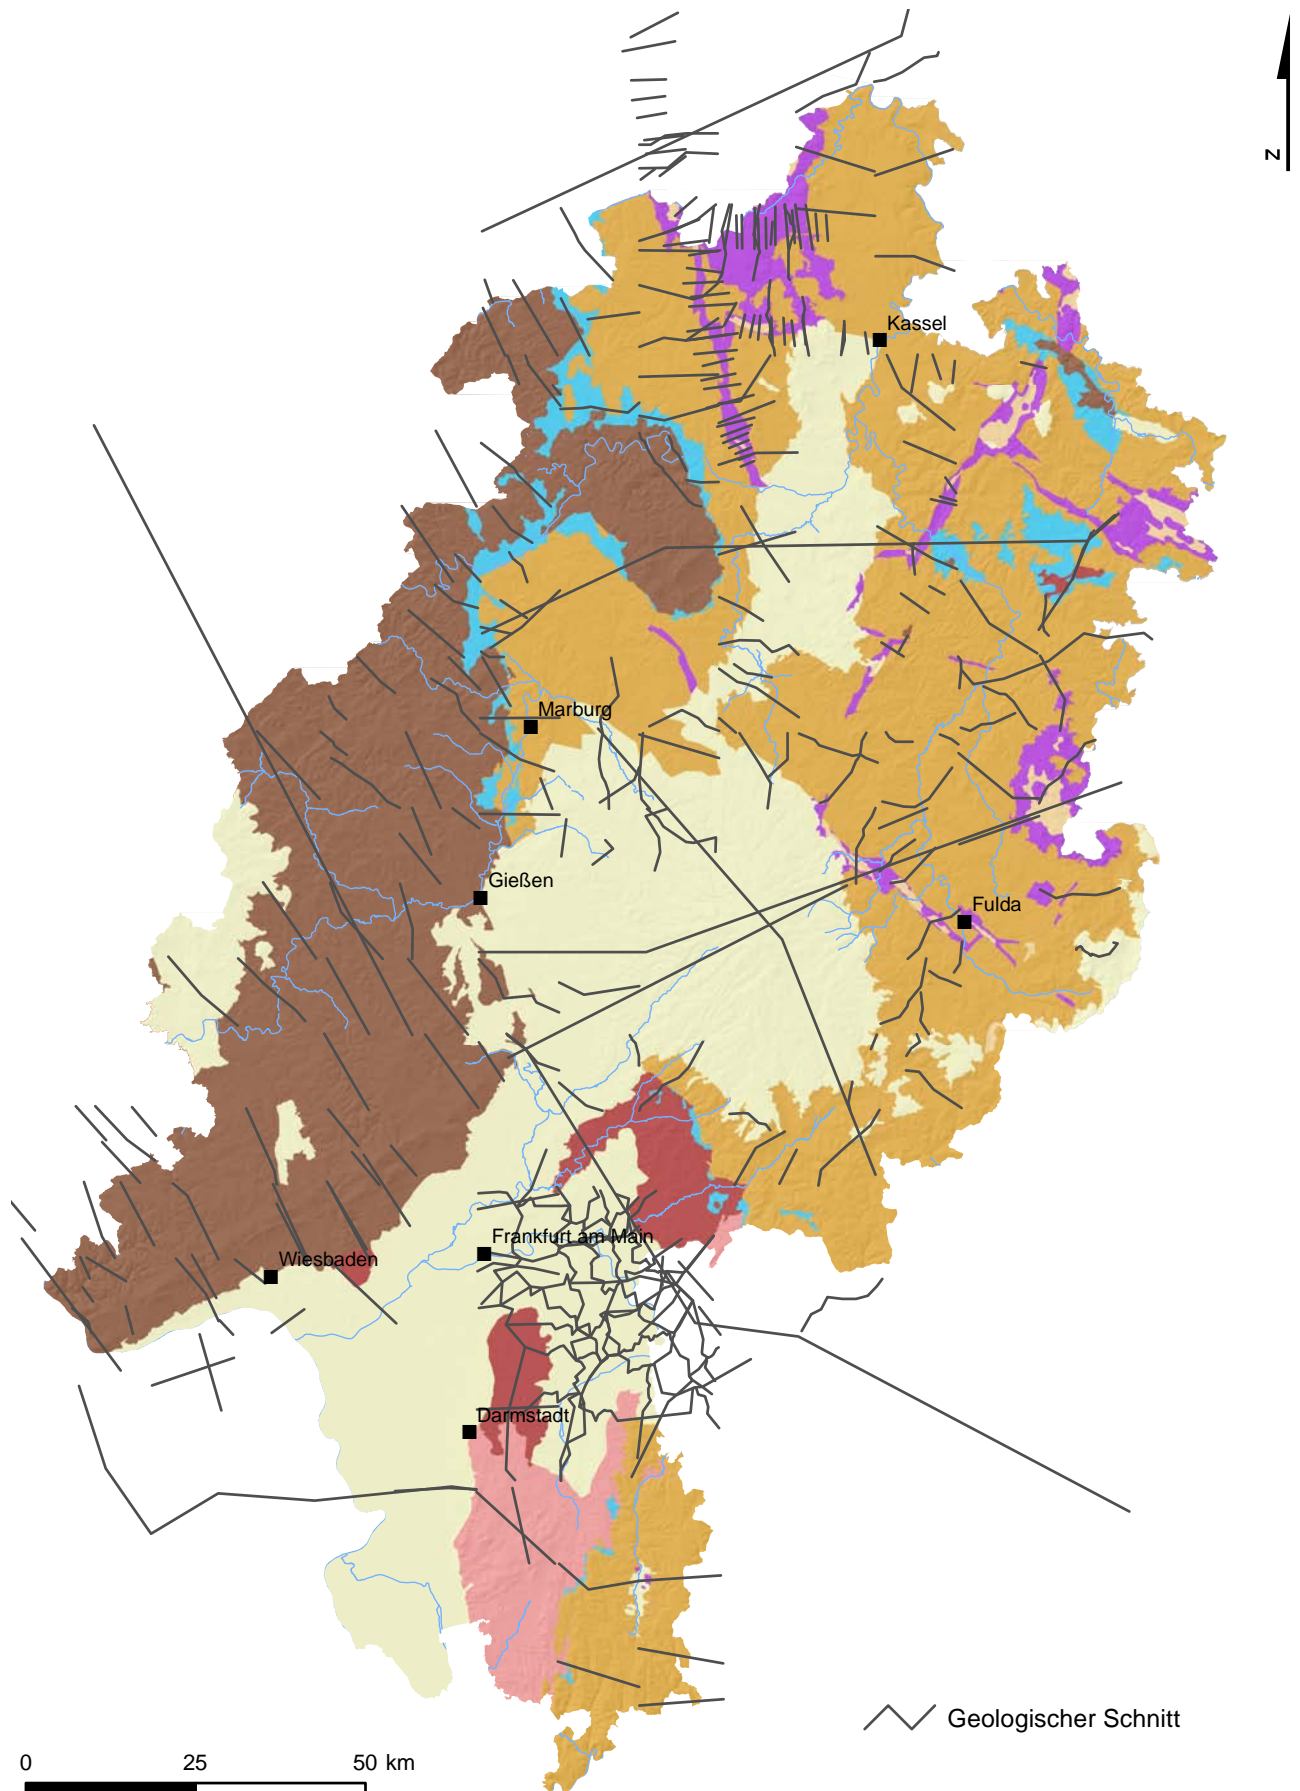 N
Kassel
Marburg
Gießen
Fulda
Frankfurt am Main
Wiesbaden
Darmstadt
Geologischer Schnitt
0 25 50 km